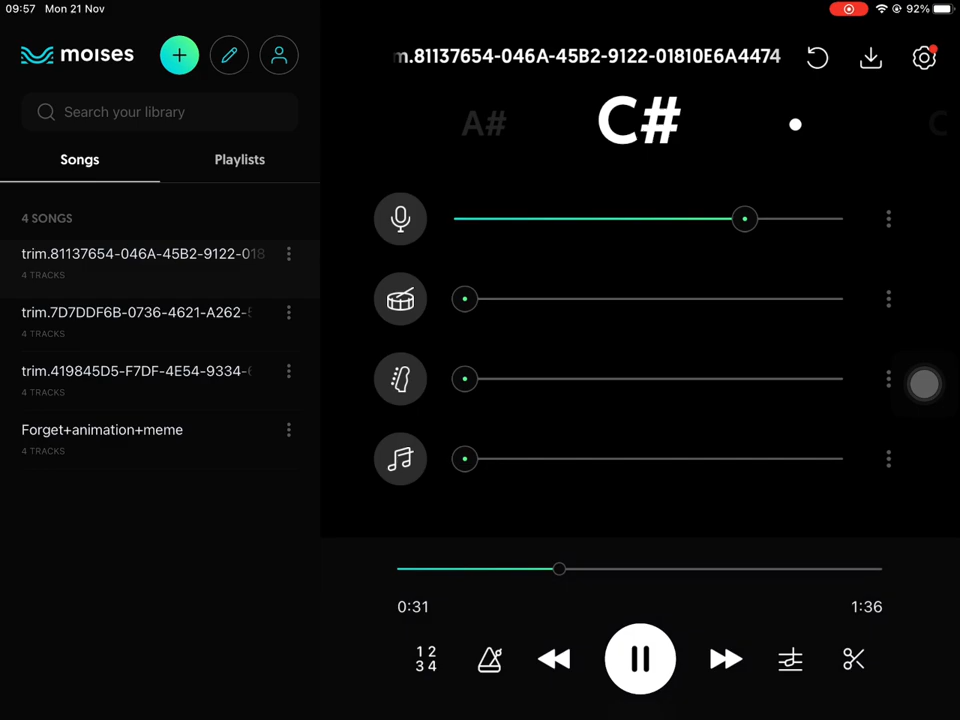 09:57 Mon 21 Nov
92%
moises
m.81137654-046A-45B2-9122-01810E6A4474
Search your library
A# C# C
Songs Playlists
4 SONGS
trim.81137654-046A-45B2-9122-018
4 TRACKS
trim.7D7DDF6B-0736-4621-A262-
4 TRACKS
trim.419845D5-F7DF-4E54-9334-
4 TRACKS
Forget+animation+meme
4 TRACKS
0:31 1:36
1 2
3 4